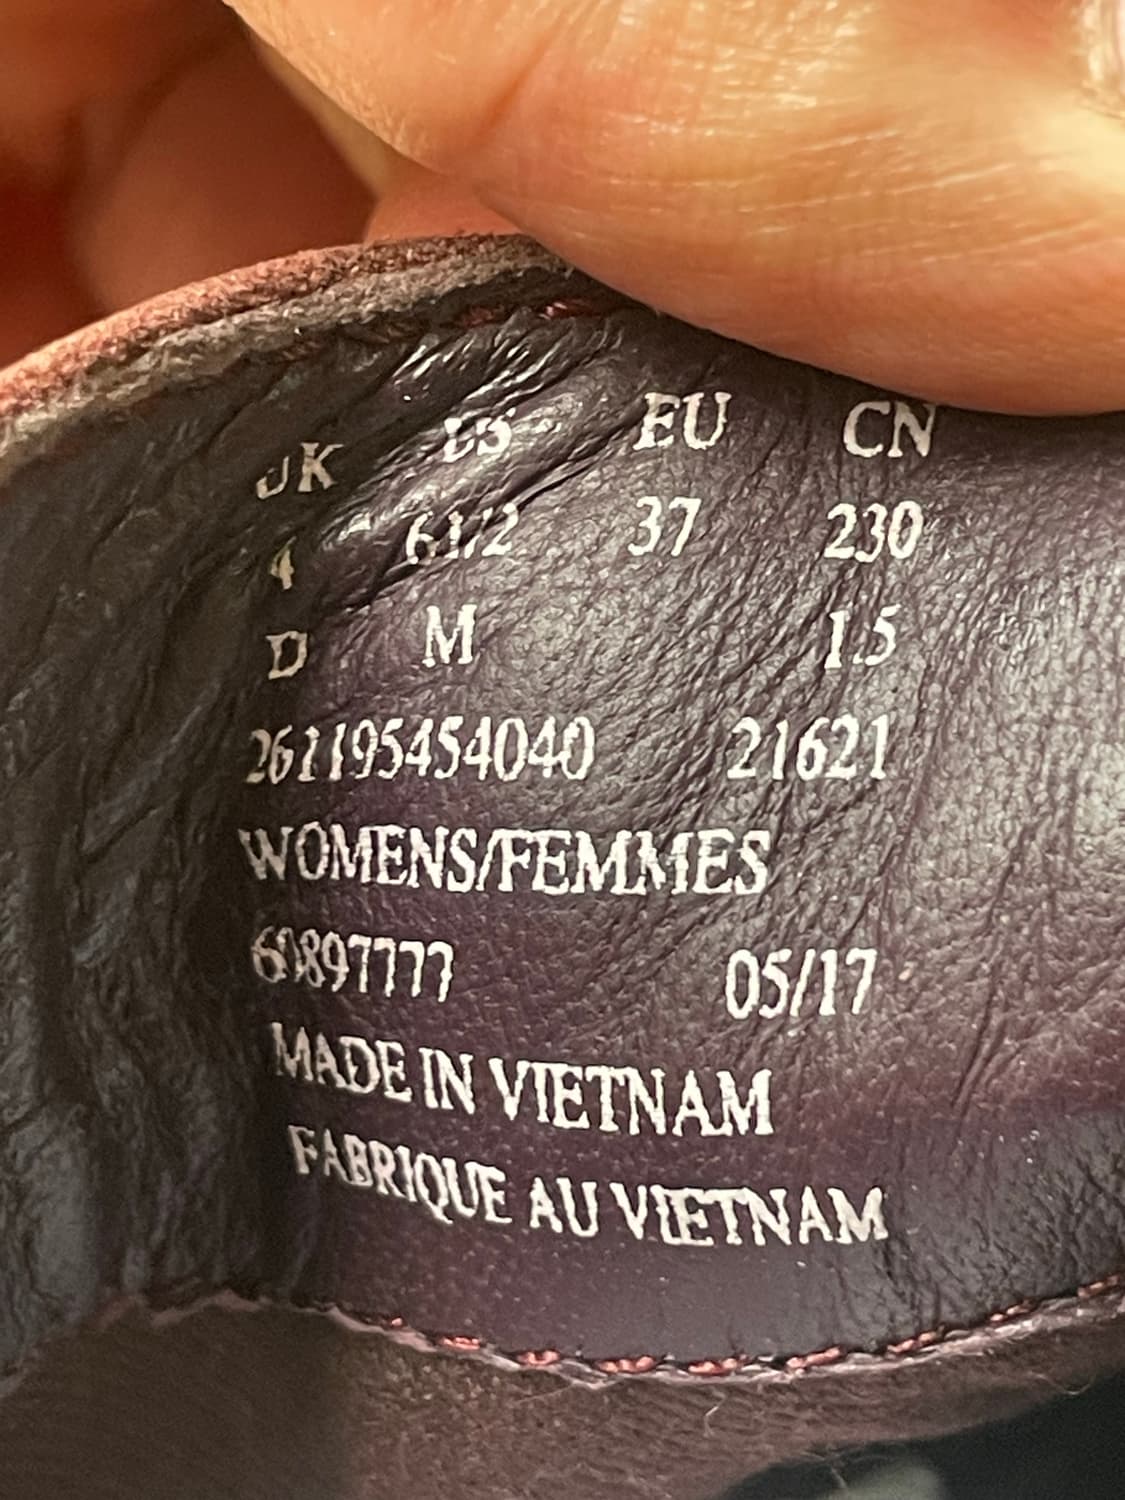 UK US EU CN
4 6 1/2 37 230
D M 1.5
261195454040 21621
WOMENS/FEMMES
60897777 05/17
MADE IN VIETNAM
FABRIQUE AU VIETNAM